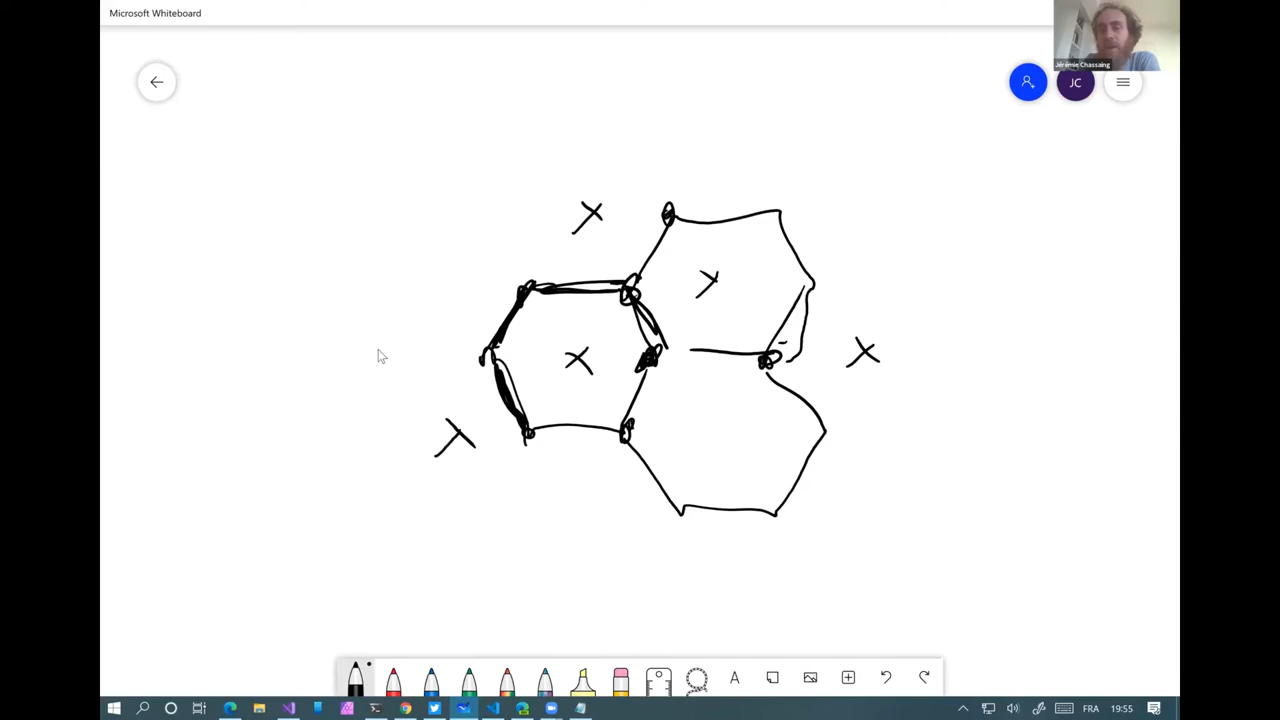 Microsoft Whiteboard
Jérémie Chassaing
JC
X
X
X
X
A
FRA
19:55